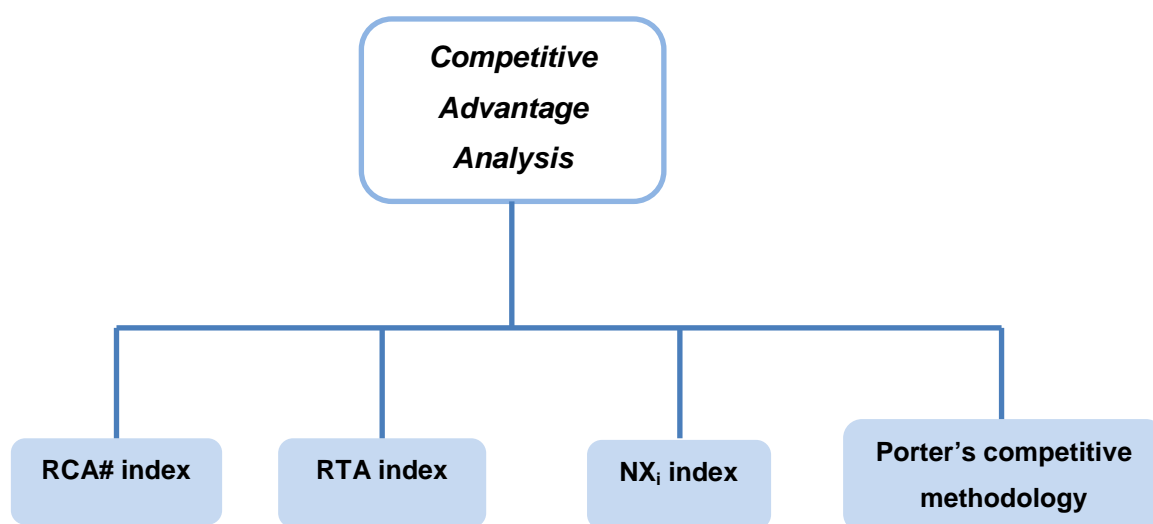 Competitive
Advantage
Analysis
RCA# index
RTA index
NXi index
Porter’s competitive
methodology